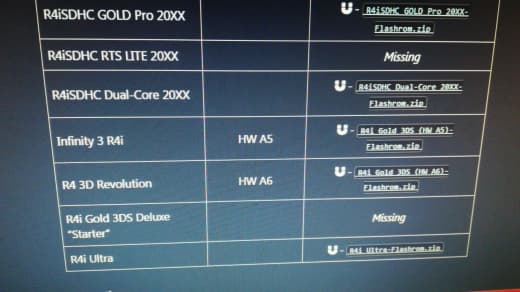 R4iSDHC GOLD Pro 20XX
- R4iSDHC GOLD Pro 20XX-
Flashrom.zip
R4iSDHC RTS LITE 20XX
Missing
R4iSDHC Dual-Core 20XX
- R4iSDHC Dual-Core 20XX-
Flashrom.zip
Infinity 3 R4i
HW A5
- R4i Gold 3DS (HW A5)-
Flashrom.zip
R4 3D Revolution
HW A6
- R4i Gold 3DS (HW A6)-
Flashrom.zip
R4i Gold 3DS Deluxe
"Starter"
Missing
R4i Ultra
- R4i Ultra-Flashrom.zip